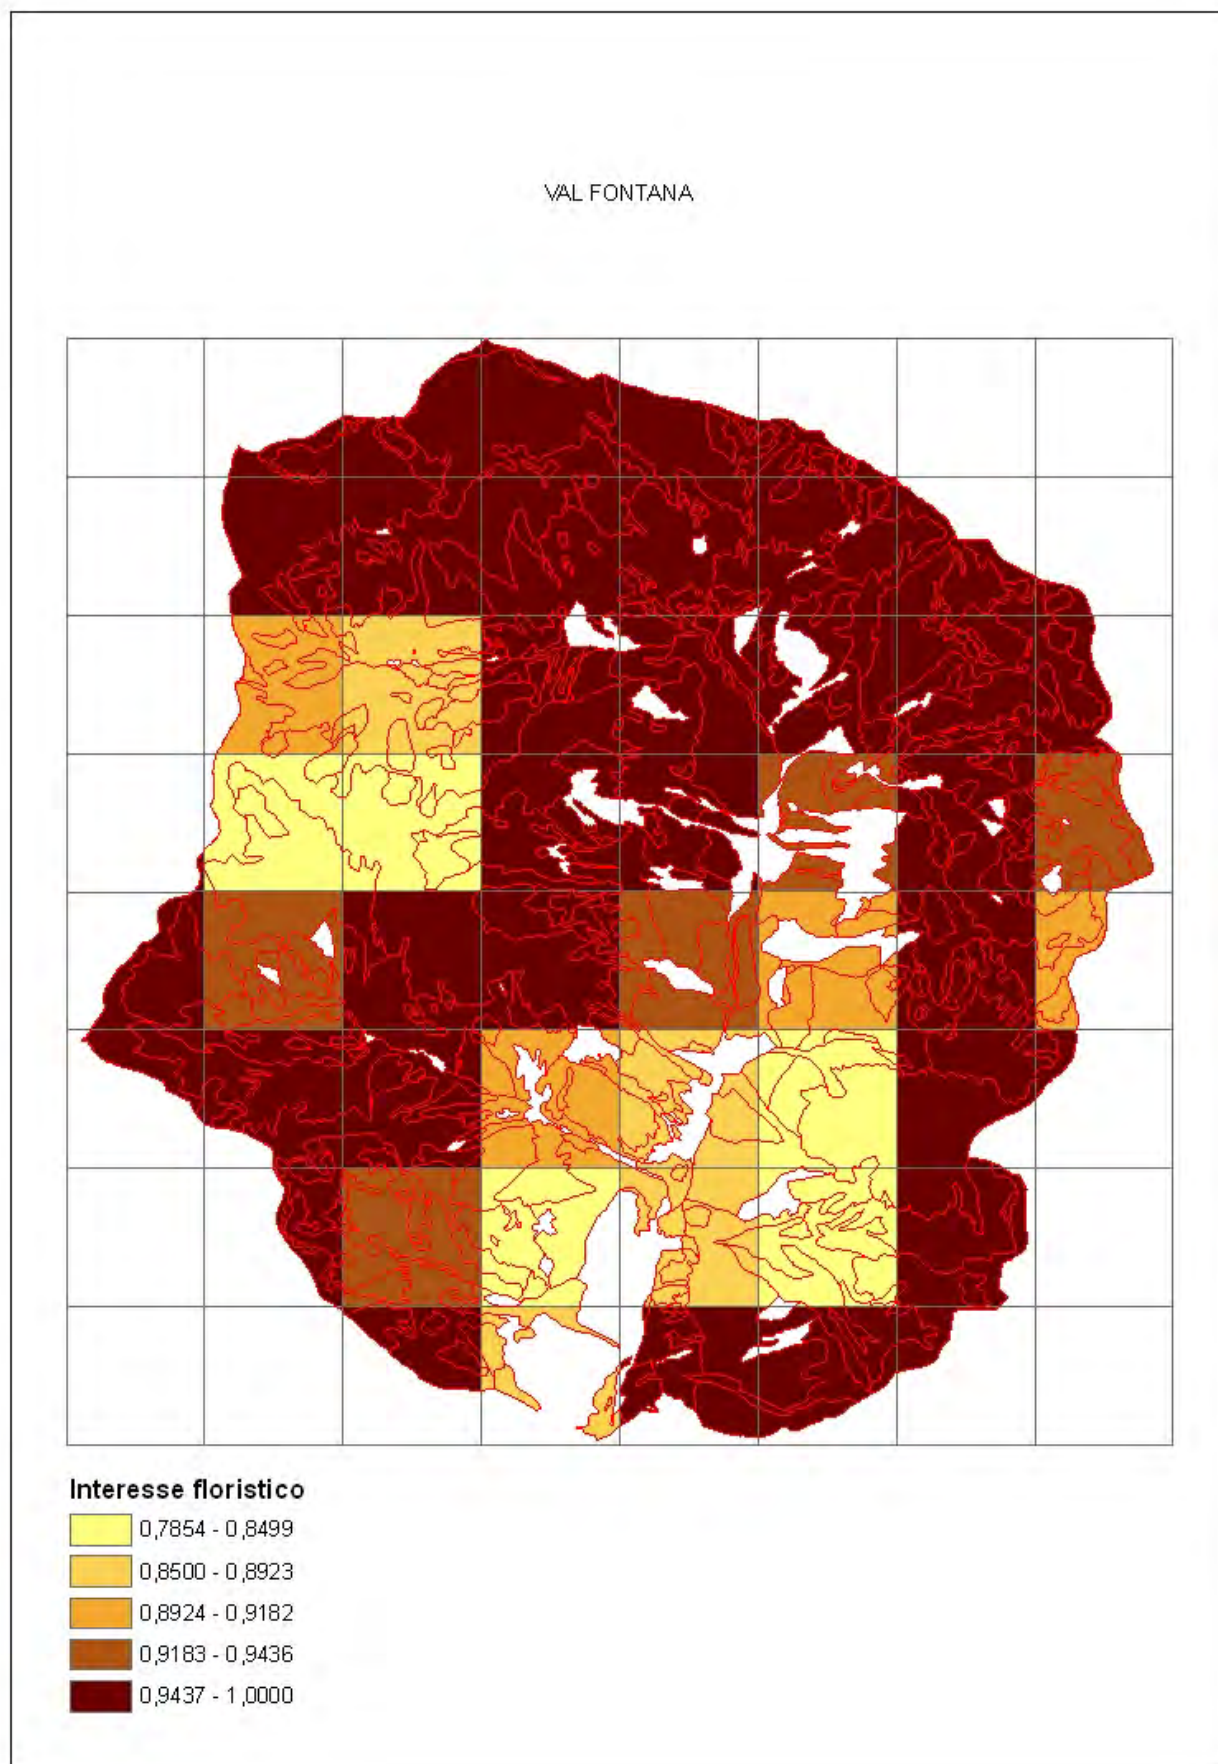 VAL FONTANA
Interesse floristico
0,7854 - 0,8499
0,8500 - 0,8923
0,8924 - 0,9182
0,9183 - 0,9436
0,9437 - 1,0000